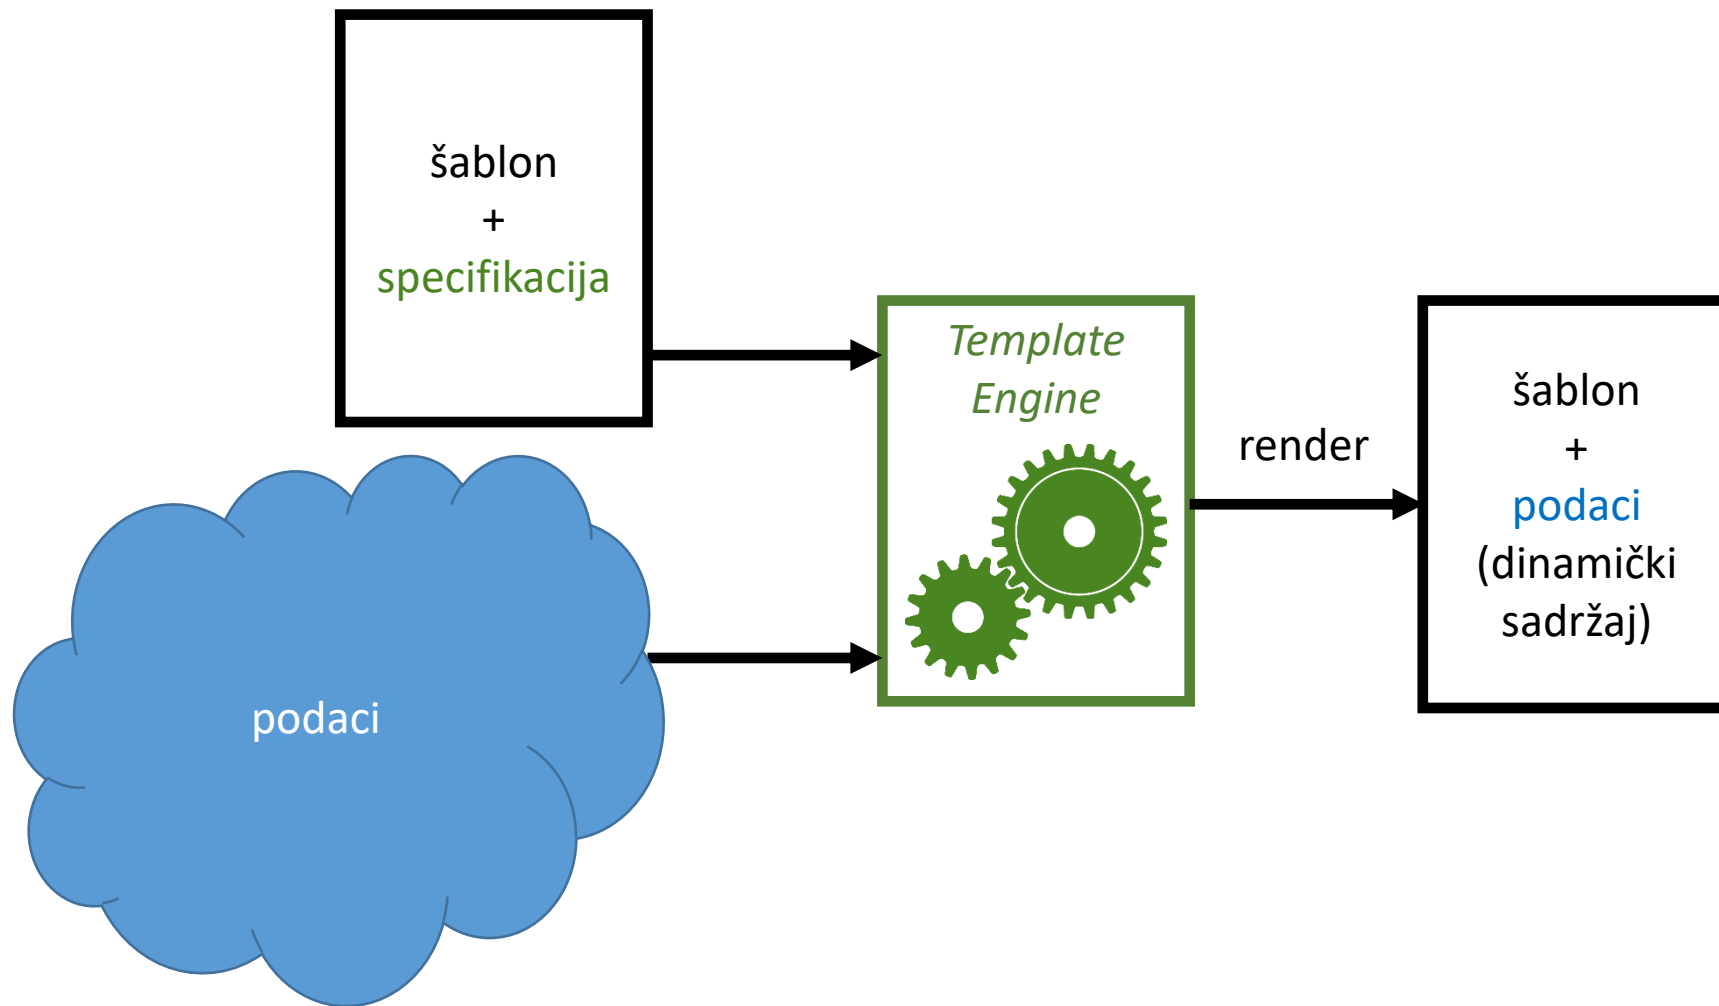 šablon
+
specifikacija
podaci
Template
Engine
render
šablon
+
podaci
(dinamički
sadržaj)